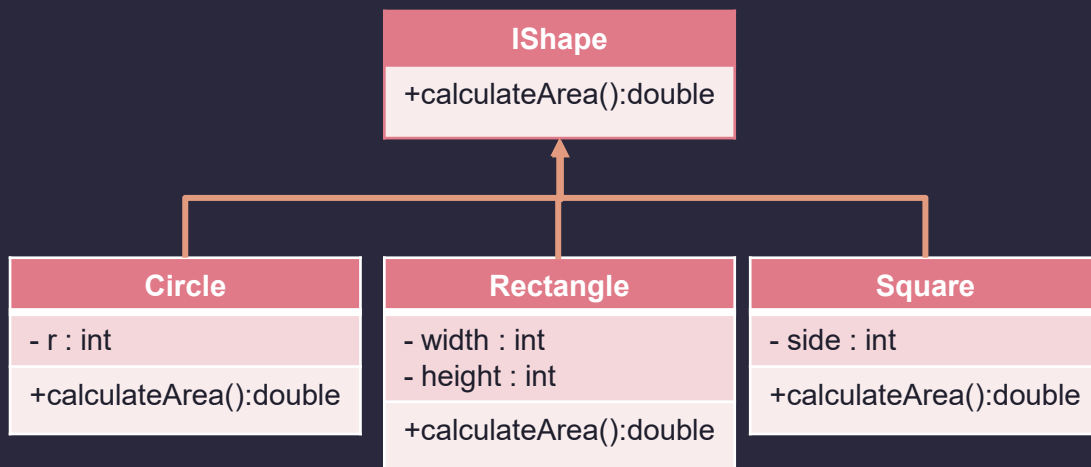 IShape
+calculateArea():double
Circle
- r : int
+calculateArea():double
Rectangle
- width : int
- height : int
+calculateArea():double
Square
- side : int
+calculateArea():double